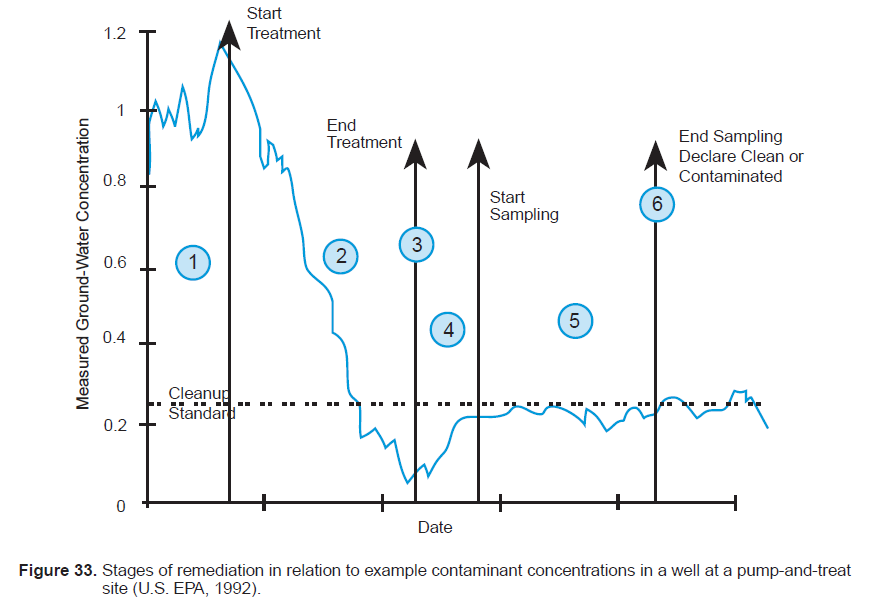 Start
Treatment
1.2
1
0.8
0.6
0.4
0.2
0
Measured Ground-Water Concentration
End
Treatment
Start
Sampling
End Sampling
Declare Clean or
Contaminated
1
2
3
4
5
6
Cleanup
Standard
Date
Figure 33. Stages of remediation in relation to example contaminant concentrations in a well at a pump-and-treat
site (U.S. EPA, 1992).